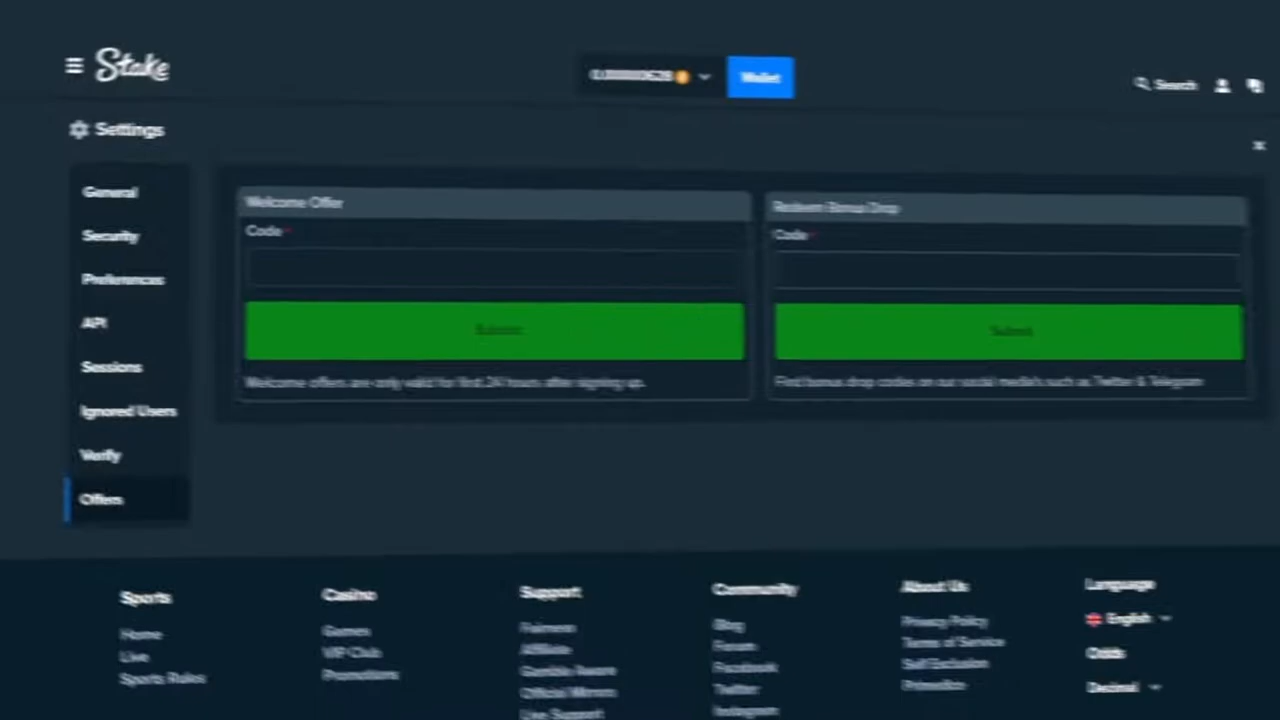 Stake
Wallet
Search
Settings
General
Security
Preferences
API
Sessions
Ignored Users
Verify
Offers
Welcome Offer
Code*
Submit
Welcome offers are only valid for first 24 hours after signing up.
Redeem Bonus Drop
Code*
Submit
Find bonus drop codes on our social media's such as Twitter & Telegram
Sports
Home
Live
Sports Rules
Casino
Games
VIP Club
Promotions
Support
Fairness
Affiliate
Gamble Aware
Official Mirrors
Live Support
Community
Blog
Forum
Facebook
Twitter
Instagram
About Us
Privacy Policy
Terms of Service
Self Exclusion
Primedice
Language
English
Odds
Decimal